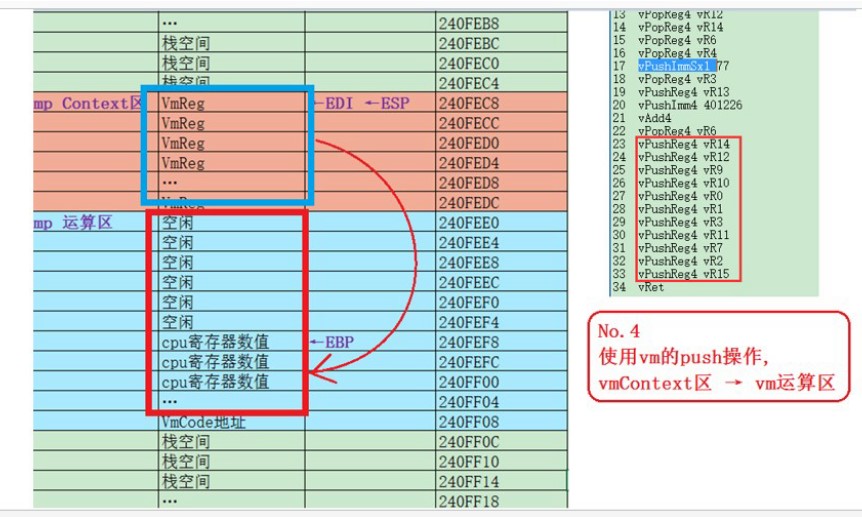 … 240FEB8
栈空间 240FEBC
栈空间 240FEC0
栈空间 240FEC4
mp Context区 VmReg ←EDI ←ESP 240FEC8
VmReg 240FECC
VmReg 240FED0
VmReg 240FED4
… 240FED8
VmReg 240FEDC
mp 运算区 空闲 240FEE0
空闲 240FEE4
空闲 240FEE8
空闲 240FEEC
空闲 240FEF0
空闲 240FEF4
cpu寄存器数值 ←EBP 240FEF8
cpu寄存器数值 240FEFC
cpu寄存器数值 240FF00
… 240FF04
VmCode地址 240FF08
栈空间 240FF0C
栈空间 240FF10
栈空间 240FF14
… 240FF18
13 vPopReg4 vR12
14 vPopReg4 vR14
15 vPopReg4 vR6
16 vPopReg4 vR4
17 vPushImmSx1 77
18 vPopReg4 vR3
19 vPushReg4 vR13
20 vPushImm4 401226
21 vAdd4
22 vPopReg4 vR6
23 vPushReg4 vR14
24 vPushReg4 vR12
25 vPushReg4 vR9
26 vPushReg4 vR10
27 vPushReg4 vR0
28 vPushReg4 vR1
29 vPushReg4 vR3
30 vPushReg4 vR11
31 vPushReg4 vR7
32 vPushReg4 vR2
33 vPushReg4 vR15
34 vRet
No.4
使用vm的push操作,
vmContext区 → vm运算区